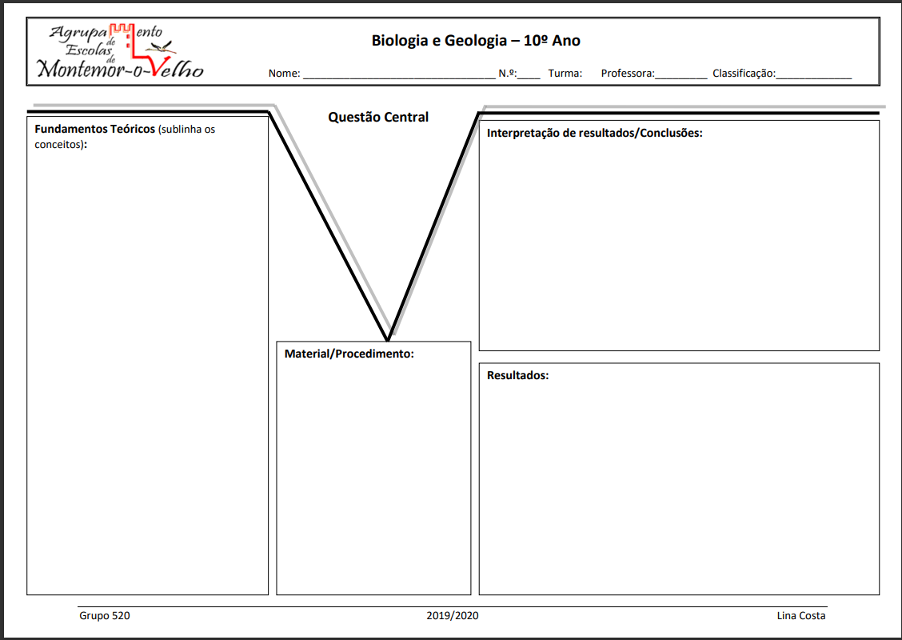 Agrupamento
de
Escolas
de
Montemor-o-Velho
Biologia e Geologia – 10º Ano
Nome: ____________________________________ N.º:____ Turma: Professora:_________ Classificação:______________
Questão Central
Fundamentos Teóricos (sublinha os
conceitos):
Material/Procedimento:
Interpretação de resultados/Conclusões:
Resultados:
Grupo 520 2019/2020 Lina Costa